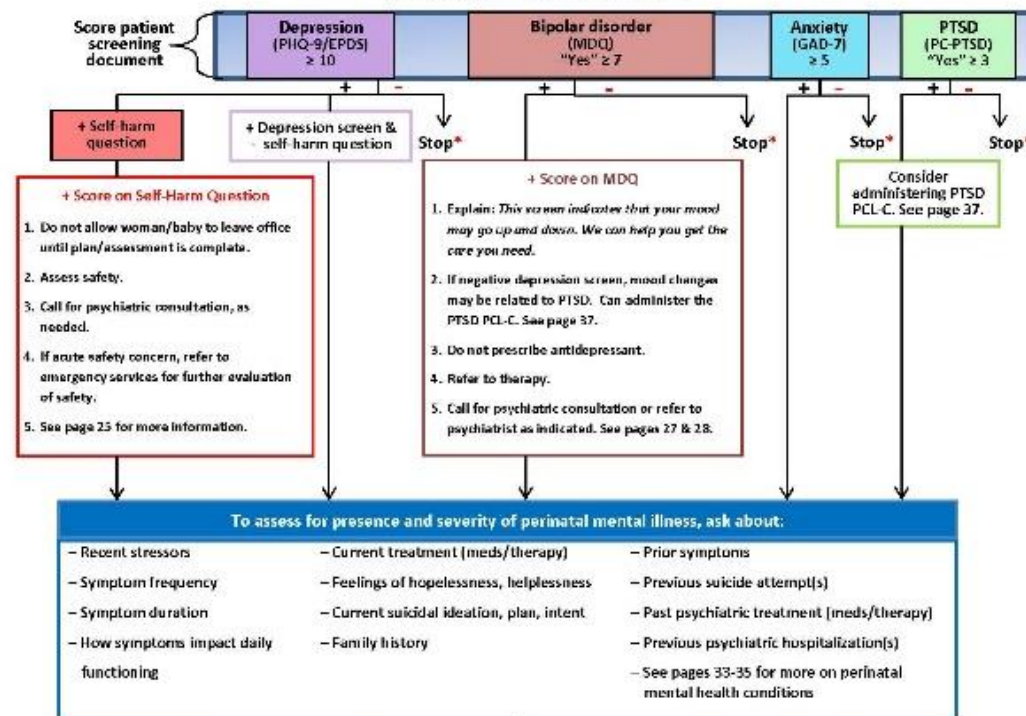 Score patient
screening
document
Depression
(PHQ-9/EPDS)
≥ 10
Bipolar disorder
(MDQ)
"Yes" ≥ 7
Anxiety
(GAD-7)
≥ 5
PTSD
(PC-PTSD)
"Yes" ≥ 3
+ -
+ -
+ -
+ -
+ Self-harm
question
+ Depression screen &
- self-harm question
Stop*
Stop*
Stop*
Stop*
+ Score on Self-Harm Question
1. Do not allow woman/baby to leave office
until plan/assessment is complete.
2. Assess safety.
3. Call for psychiatric consultation, as
needed.
4. If acute safety concern, refer to
emergency services for further evaluation
of safety.
5. See page 25 for more information.
+ Score on MDQ
1. Explain: This screen indicates that your mood
may go up and down. We can help you get the
care you need.
2. If negative depression screen, mood changes
may be related to PTSD. Can administer the
PTSD PCL-C. See page 37.
3. Do not prescribe antidepressant.
4. Refer to therapy.
5. Call for psychiatric consultation or refer to
psychiatrist as indicated. See pages 27 & 28.
Consider
administering PTSD
PCL-C. See page 37.
To assess for presence and severity of perinatal mental illness, ask about:
– Recent stressors
– Symptom frequency
– Symptom duration
– How symptoms impact daily
functioning
– Current treatment (meds/therapy)
– Feelings of hopelessness, helplessness
– Current suicidal ideation, plan, intent
– Family history
– Prior symptoms
– Previous suicide attempt(s)
– Past psychiatric treatment (meds/therapy)
– Previous psychiatric hospitalization(s)
– See pages 33-35 for more on perinatal
mental health conditions